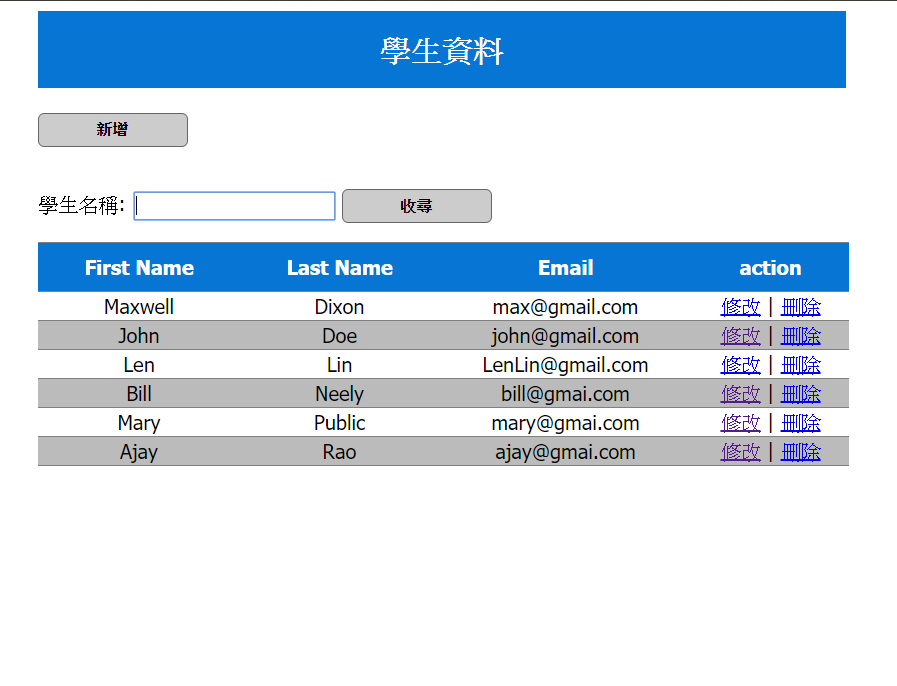 學生資料
新增
學生名稱: 收尋
First Name Last Name Email action
Maxwell Dixon max@gmail.com 修改 | 刪除
John Doe john@gmail.com 修改 | 刪除
Len Lin LenLin@gmail.com 修改 | 刪除
Bill Neely bill@gmai.com 修改 | 刪除
Mary Public mary@gmai.com 修改 | 刪除
Ajay Rao ajay@gmai.com 修改 | 刪除